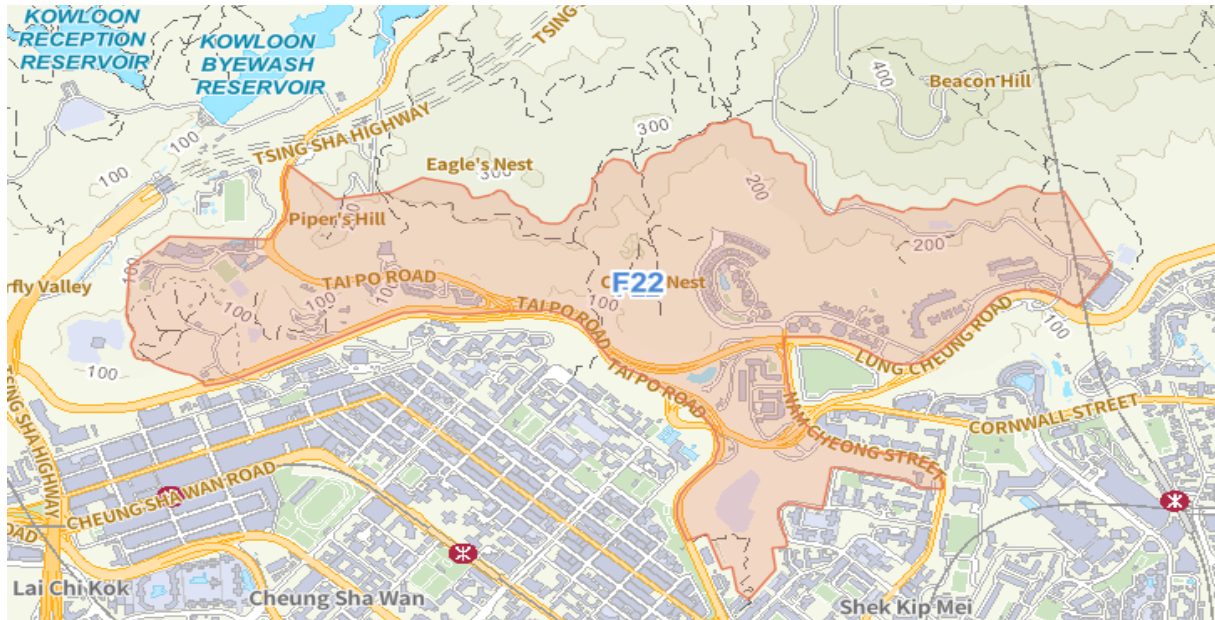 KOWLOON
RECEPTION
RESERVOIR
KOWLOON
BYEWASH
RESERVOIR
TSING
400
Beacon Hill
TSING SHA HIGHWAY
300
100
100
Eagle's Nest
300
200
Piper's Hill
200
100
TAI PO ROAD
100
100
F22
Nest
rfly Valley
100
TAI PO ROAD
100
TAI PO ROAD
LUNG CHEUNG ROAD
100
100
TSING SHA HIGHWAY
NAM CHEONG STREET
CORNWALL STREET
CHEUNG SHA WAN ROAD
ROAD
Lai Chi Kok
Cheung Sha Wan
Shek Kip Mei